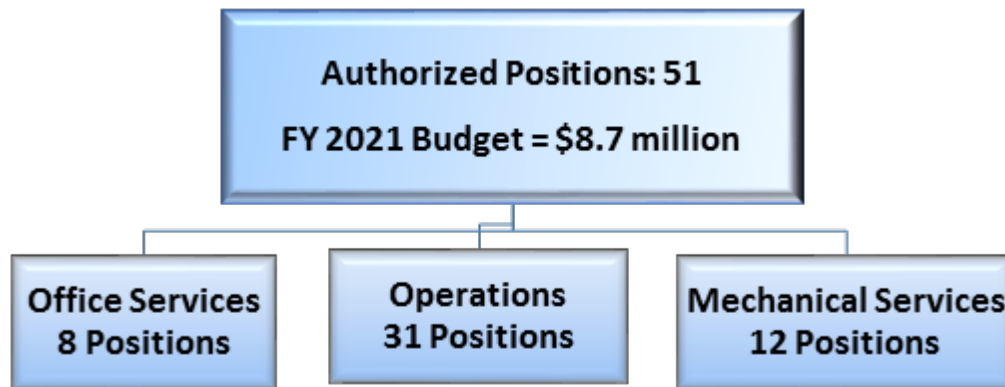 Authorized Positions: 51
FY 2021 Budget = $8.7 million
Office Services
8 Positions
Operations
31 Positions
Mechanical Services
12 Positions